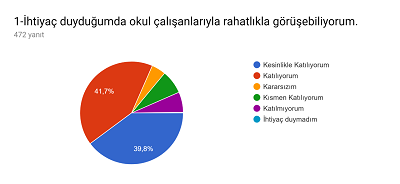 1-İhtiyaç duyduğumda okul çalışanlarıyla rahatlıkla görüşebiliyorum.
472 yanıt
Kesinlikle Katılıyorum
Katılıyorum
Kararsızım
Kısmen Katılıyorum
Katılmıyorum
İhtiyaç duymadım
41,7%
39,8%